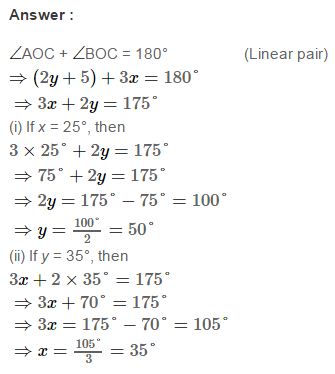 Answer :
∠AOC + ∠BOC = 180° (Linear pair)
⇒ (2y + 5) + 3x = 180°
⇒ 3x + 2y = 175°
(i) If x = 25°, then
3 × 25° + 2y = 175°
⇒ 75° + 2y = 175°
⇒ 2y = 175° − 75° = 100°
⇒ y = 100°/2 = 50°
(ii) If y = 35°, then
3x + 2 × 35° = 175°
⇒ 3x + 70° = 175°
⇒ 3x = 175° − 70° = 105°
⇒ x = 105°/3 = 35°